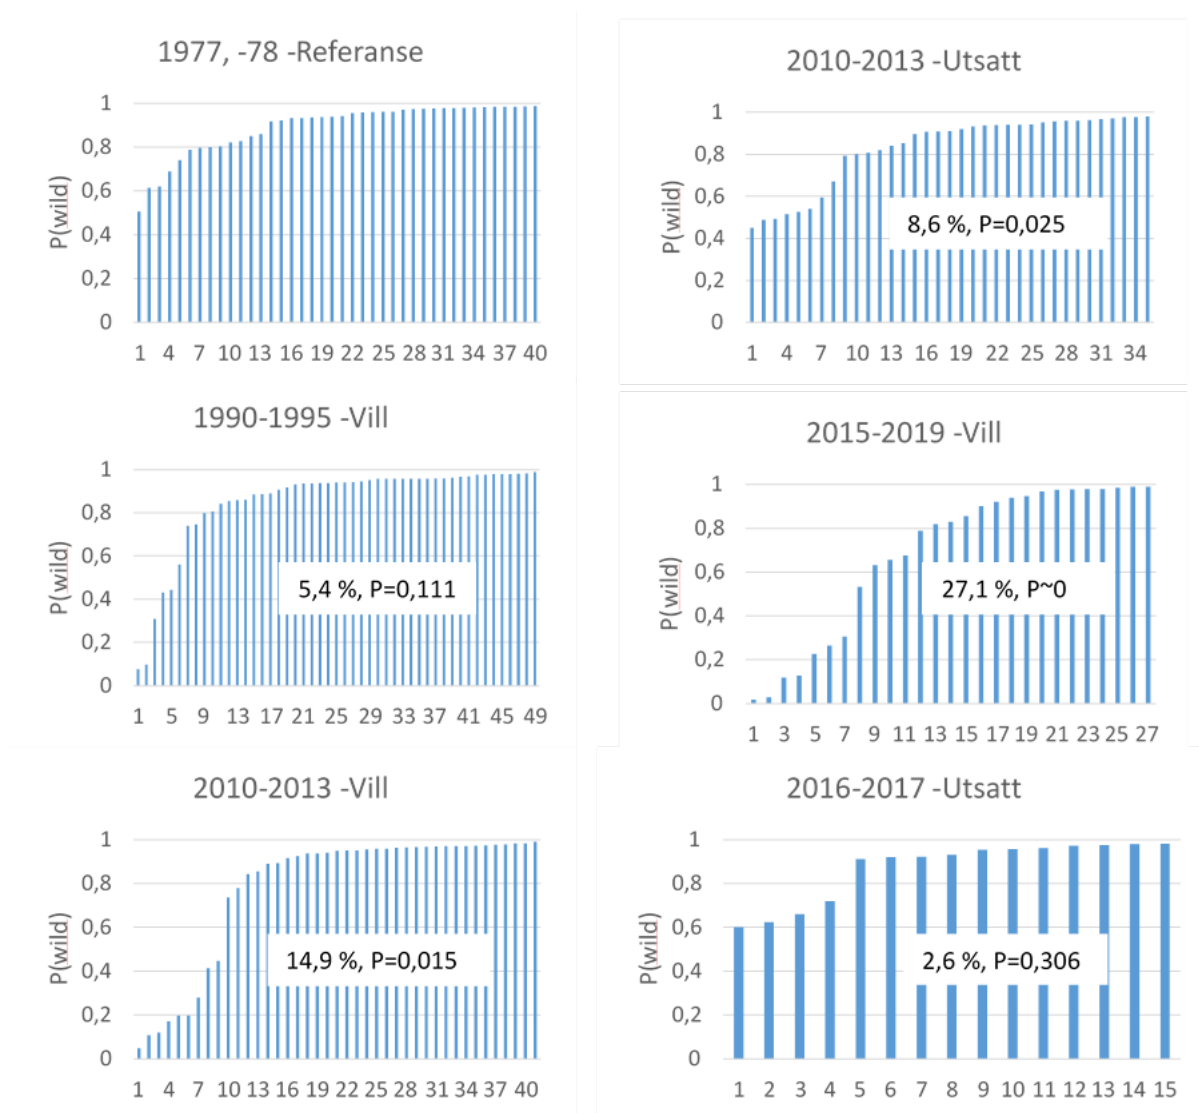 1977, -78 -Referanse
P(wild)
1
0,8
0,6
0,4
0,2
0
1 4 7 10 13 16 19 22 25 28 31 34 37 40
2010-2013 -Utsatt
P(wild)
1
0,8
0,6
0,4
0,2
0
8,6 %, P=0,025
1 4 7 10 13 16 19 22 25 28 31 34
1990-1995 -Vill
P(wild)
1
0,8
0,6
0,4
0,2
0
5,4 %, P=0,111
1 5 9 13 17 21 25 29 33 37 41 45 49
2015-2019 -Vill
P(wild)
1
0,8
0,6
0,4
0,2
0
27,1 %, P~0
1 3 5 7 9 11 13 15 17 19 21 23 25 27
2010-2013 -Vill
P(wild)
1
0,8
0,6
0,4
0,2
0
14,9 %, P=0,015
1 4 7 10 13 16 19 22 25 28 31 34 37 40
2016-2017 -Utsatt
P(wild)
1
0,8
0,6
0,4
0,2
0
2,6 %, P=0,306
1 2 3 4 5 6 7 8 9 10 11 12 13 14 15